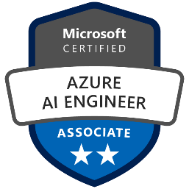 Microsoft
CERTIFIED
AZURE
AI ENGINEER
ASSOCIATE